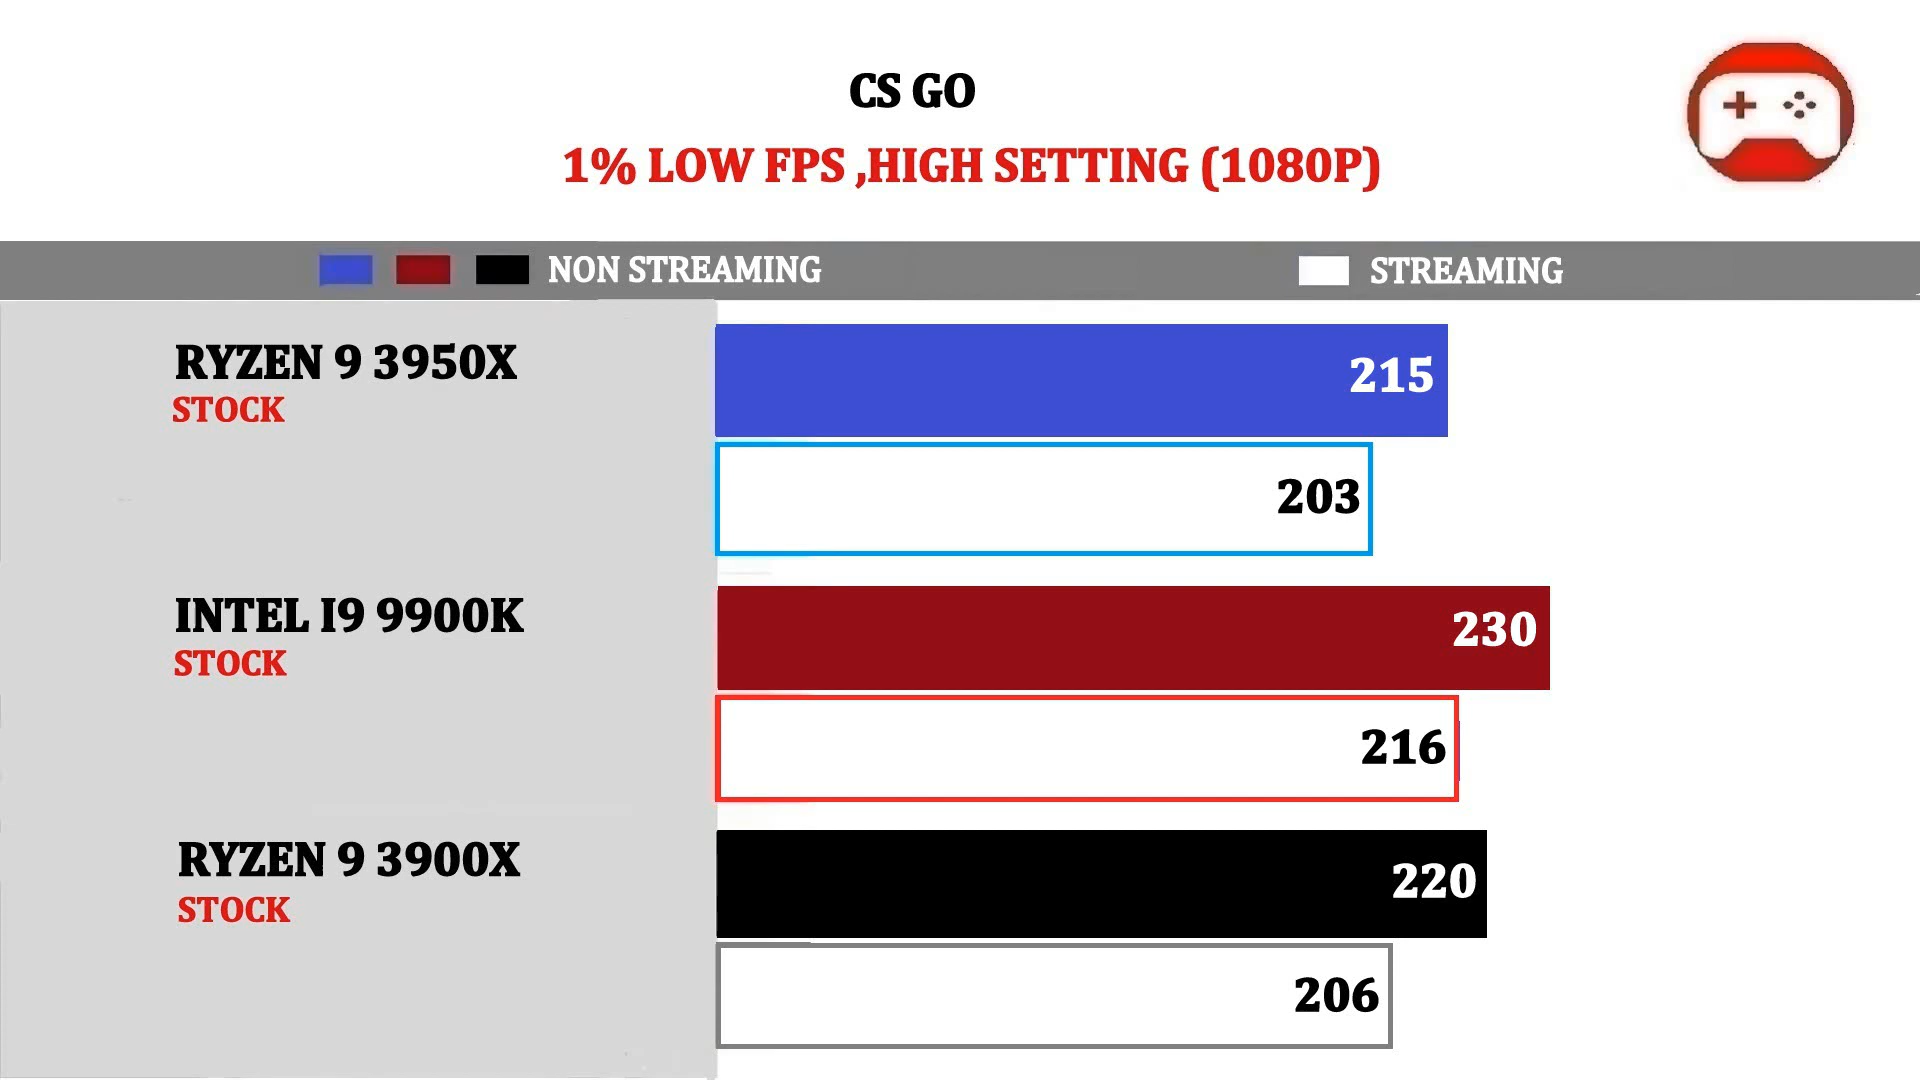 CS GO
1% LOW FPS ,HIGH SETTING (1080P)
NON STREAMING
STREAMING
RYZEN 9 3950X
STOCK
215
203
INTEL I9 9900K
STOCK
230
216
RYZEN 9 3900X
STOCK
220
206